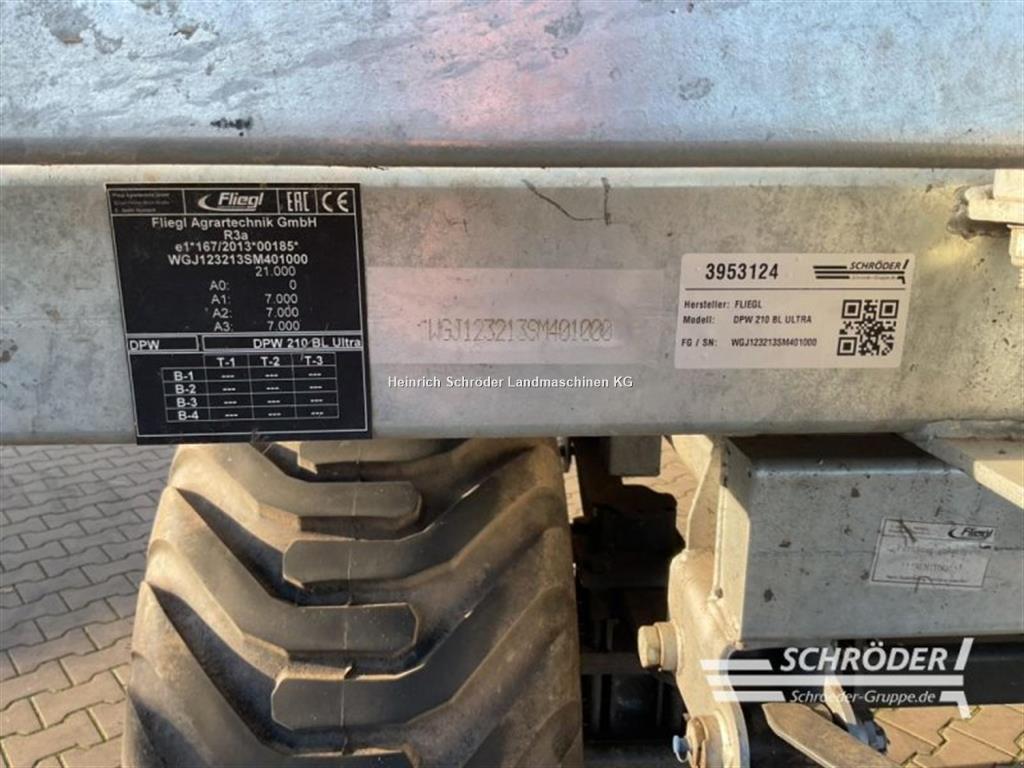 Fliegl EAC CE
Fliegl Agrartechnik GmbH
R3a
e1*167/2013*00185*
WGJ123213SM401000
21.000
A0: 0
A1: 7.000
A2: 7.000
A3: 7.000
DPW DPW 210 BL Ultra
T-1 T-2 T-3
B-1 --- --- ---
B-2 --- --- ---
B-3 --- --- ---
B-4 --- --- ---
WGJ123213SM401000
3953124 SCHRÖDER
Schroeder-Gruppe.de
Hersteller: FLIEGL
Modell: DPW 210 BL ULTRA
FG / SN: WGJ123213SM401000
Heinrich Schröder Landmaschinen KG
Fliegl
SCHRÖDER
Schroeder-Gruppe.de